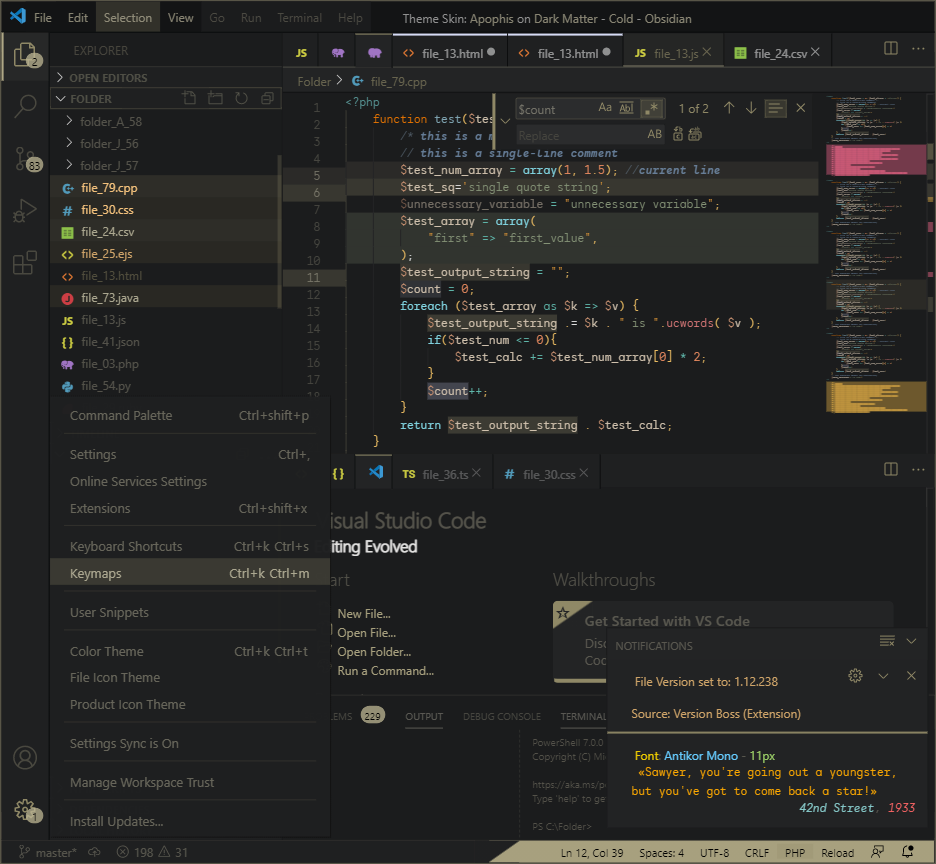 File Edit Selection View Go Run Terminal Help Theme Skin: Apophis on Dark Matter - Cold - Obsidian
2
83
EXPLORER
OPEN EDITORS
FOLDER
folder_A_58
folder_J_56
folder_J_57
file_79.cpp
file_30.css
file_24.csv
file_25.ejs
file_13.html
file_73.java
file_13.js
file_41.json
file_03.php
file_54.py
JS file_13.html file_13.html JS file_13.js file_24.csv
Folder > file_79.cpp
$count Aa Abl .* 1 of 2
Replace AB
1 <?php
2 function test($tes
3 /* this is a m
4 // this is a single-line comment
5 $test_num_array = array(1, 1.5); //current line
6 $test_sq='single quote string';
7 $unnecessary_variable = "unnecessary variable";
8 $test_array = array(
9 "first" => "first_value",
10 );
11 $test_output_string = "";
12 $count = 0;
13 foreach ($test_array as $k => $v) {
14 $test_output_string .= $k . " is ".ucwords( $v );
15 if($test_num <= 0){
16 $test_calc += $test_num_array[0] * 2;
17 }
18 $count++;
}
return $test_output_string . $test_calc;
}
Command Palette Ctrl+shift+p
Settings Ctrl+,
Online Services Settings
Extensions Ctrl+shift+x
Keyboard Shortcuts Ctrl+k Ctrl+s
Keymaps Ctrl+k Ctrl+m
User Snippets
Color Theme Ctrl+k Ctrl+t
File Icon Theme
Product Icon Theme
Settings Sync is On
Manage Workspace Trust
Install Updates...
{} TS file_36.ts # file_30.css
isual Studio Code
iting Evolved
art
New File...
Open File...
Open Folder...
Run a Command...
Walkthroughs
Get Started with VS Code
Disc
Coc
LEMS 229 OUTPUT DEBUG CONSOLE TERMINAL
PowerShell 7.0.0
Copyright (C) Mi
https://aka.ms/p
Type 'help' to ge
PS C:\Folder>
NOTIFICATIONS
File Version set to: 1.12.238
Source: Version Boss (Extension)
Font: Antikor Mono - 11px
«Sawyer, you're going out a youngster,
but you've got to come back a star!»
42nd Street, 1933
1
master* 198 31 Ln 12, Col 39 Spaces: 4 UTF-8 CRLF PHP Reload